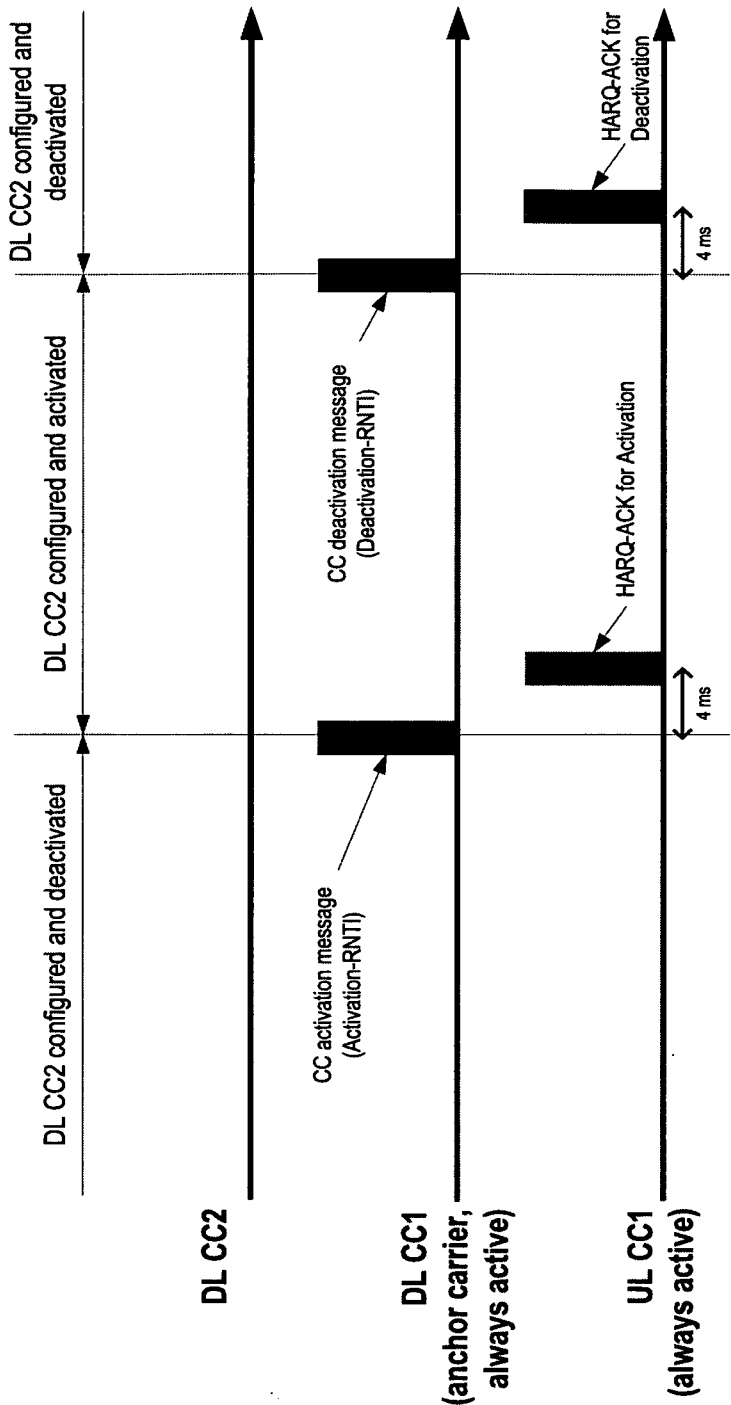 DL CC2 configured and deactivated
DL CC2 configured and activated
DL CC2 configured and
deactivated
DL CC2
CC activation message
(Activation-RNTI)
CC deactivation message
(Deactivation-RNTI)
DL CC1
(anchor carrier,
always active)
HARQ-ACK for Activation
HARQ-ACK for
Deactivation
UL CC1
(always active)
4 ms
4 ms